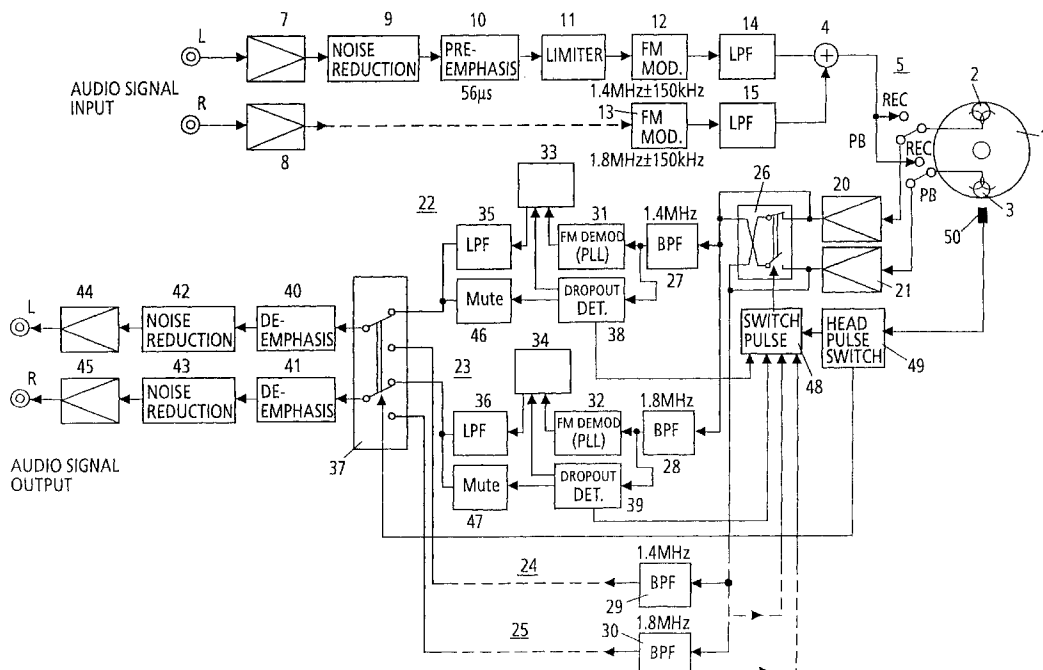 7 9 10 11 12 14 4
L
NOISE REDUCTION
PRE-EMPHASIS
LIMITER
FM MOD.
LPF
+
5
2
AUDIO SIGNAL INPUT
56μs
1.4MHz±150kHz
15
REC
R
13
FM MOD.
LPF
PB
REC
8
1.8MHz±150kHz
PB
3
33
26
20
50
22
35
31
1.4MHz
LPF
FM DEMOD (PLL)
BPF
27
21
L
44
42
40
Mute
DROPOUT DET.
SWITCH PULSE
HEAD PULSE SWITCH
NOISE REDUCTION
DE-EMPHASIS
46
38
48
49
R
45
43
41
23
34
NOISE REDUCTION
DE-EMPHASIS
36
32
1.8MHz
LPF
FM DEMOD (PLL)
BPF
28
AUDIO SIGNAL OUTPUT
37
Mute
DROPOUT DET.
39
47
24
1.4MHz
BPF
29
1.8MHz
25
30
BPF